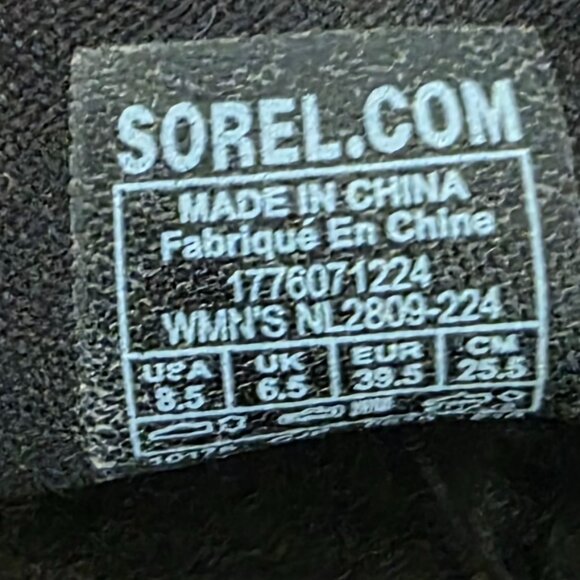 SOREL.COM
MADE IN CHINA
Fabriqué En Chine
1776071224
WMN'S NL2809-224
USA UK EUR CM
8.5 6.5 39.5 25.5